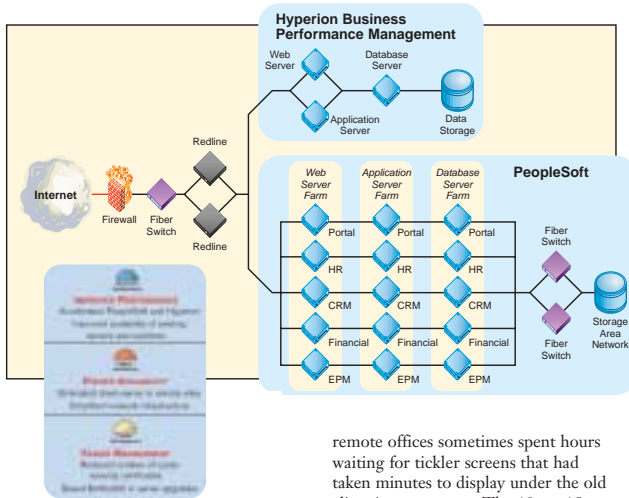 Hyperion Business
Performance Management
Web
Server
Database
Server
Application
Server
Data
Storage
Redline
Internet
Firewall
Fiber
Switch
Redline
PeopleSoft
Web
Server
Farm
Application
Server
Farm
Database
Server
Farm
Portal
Portal
Portal
HR
HR
HR
CRM
CRM
CRM
Financial
Financial
Financial
EPM
EPM
EPM
Fiber
Switch
Fiber
Switch
Storage
Area
Network
remote offices sometimes spent hours
waiting for tickler screens that had
taken minutes to display under the old